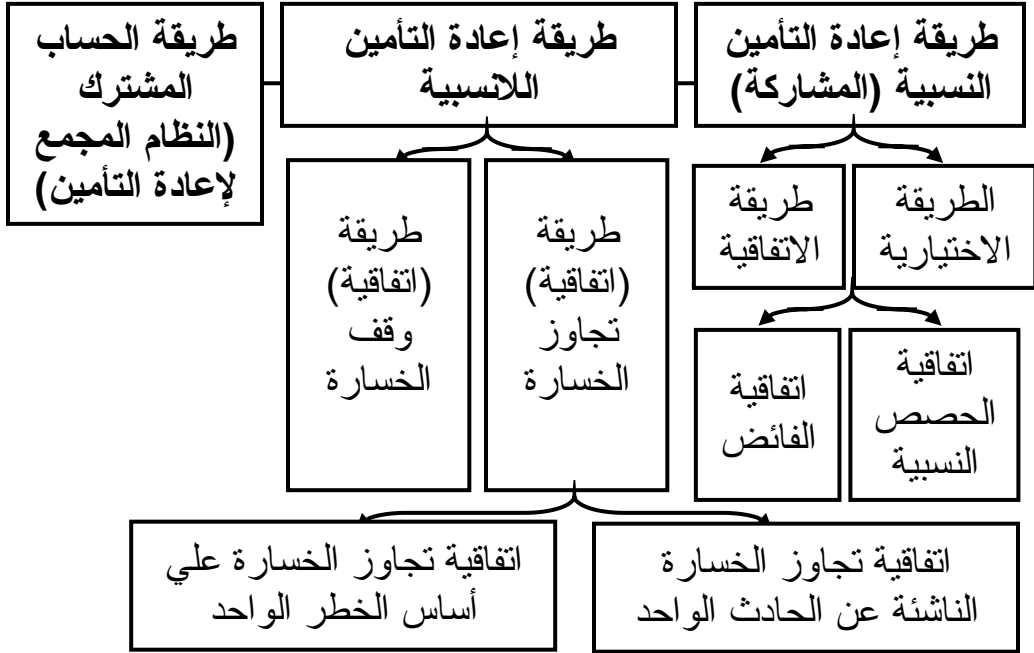 طريقة إعادة التأمين
النسبية (المشاركة)
طريقة إعادة التأمين
اللانسبية
طريقة الحساب
المشترك
(النظام المجمع
لإعادة التأمين)
الطريقة
الاختيارية
طريقة
الاتفاقية
طريقة
(اتفاقية)
تجاوز
الخسارة
طريقة
(اتفاقية)
وقف
الخسارة
اتفاقية
الحصص
النسبية
اتفاقية
الفائض
اتفاقية تجاوز الخسارة
الناشئة عن الحادث الواحد
اتفاقية تجاوز الخسارة علي
أساس الخطر الواحد